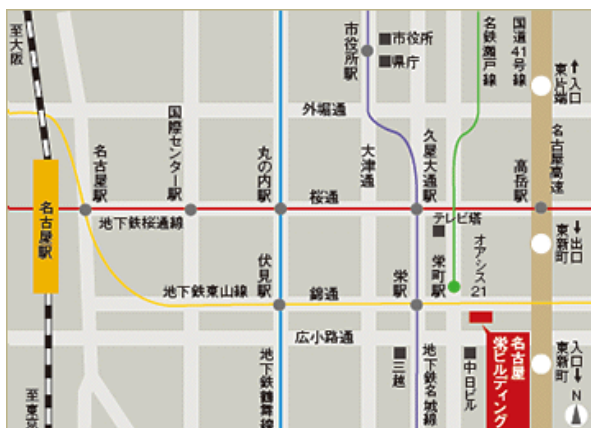 至大阪
市役所駅
市役所
県庁
名鉄瀬戸線
国道41号線
↑入口
東片端
外堀通
名古屋駅
国際センター駅
丸の内駅
大津通
久屋大通駅
名古屋高速
高岳駅
桜通
地下鉄桜通線
名古屋駅
テレビ塔
オアシス21
↓出口
東新町
伏見駅
栄駅
栄町駅
地下鉄東山線
錦通
広小路通
三越
中日ビル
名古屋
栄ビルディング
入口↓
東新町
地下鉄鶴舞線
地下鉄名城線
至東京
N